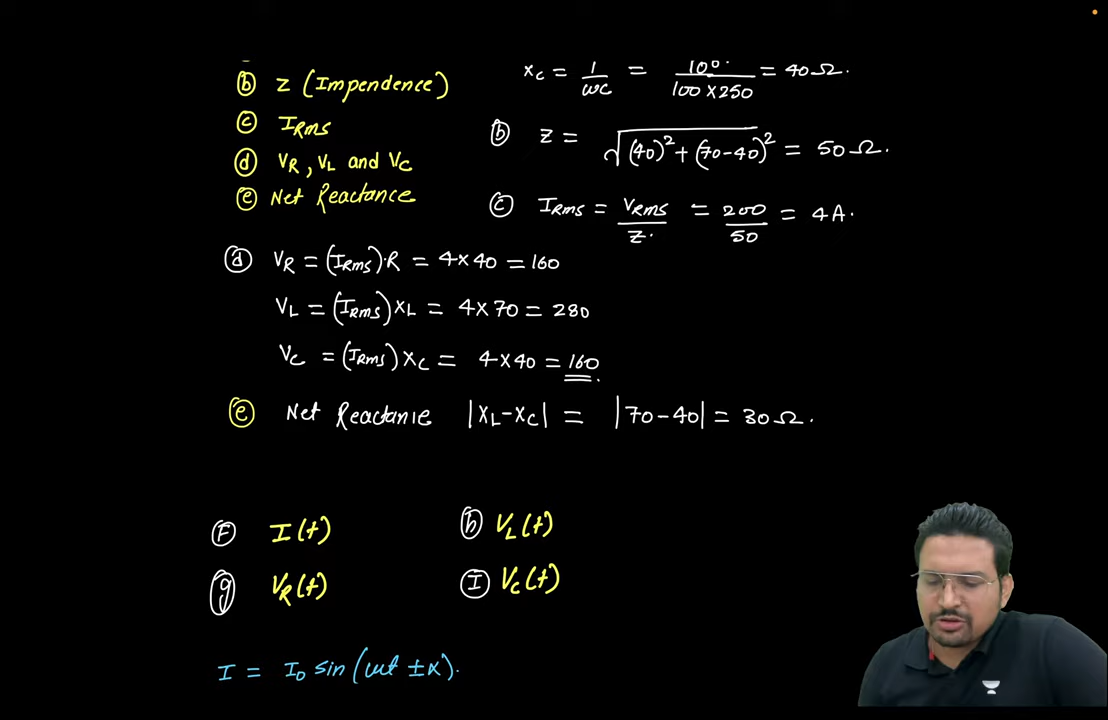 (b) Z (Impendence)
(c) IRms
(d) VR, VL and VC
(e) Net Reactance
XC = 1/ωC = 10⁰·/100×250 = 40Ω.
(b) Z = √(40)² + (70-40)² = 50Ω.
(c) IRms = VRms/Z. = 200/50 = 4A.
(d) VR = (IRms)·R = 4×40 = 160
VL = (IRms) XL = 4×70 = 280
VC = (IRms) XC = 4×40 = 160.
(e) Net Reactanie |XL-XC| = |70-40| = 30Ω.
(F) I(t)
(g) VR(t)
(h) VL(t)
(I) VC(t)
I = I₀ sin(ωt ±α).